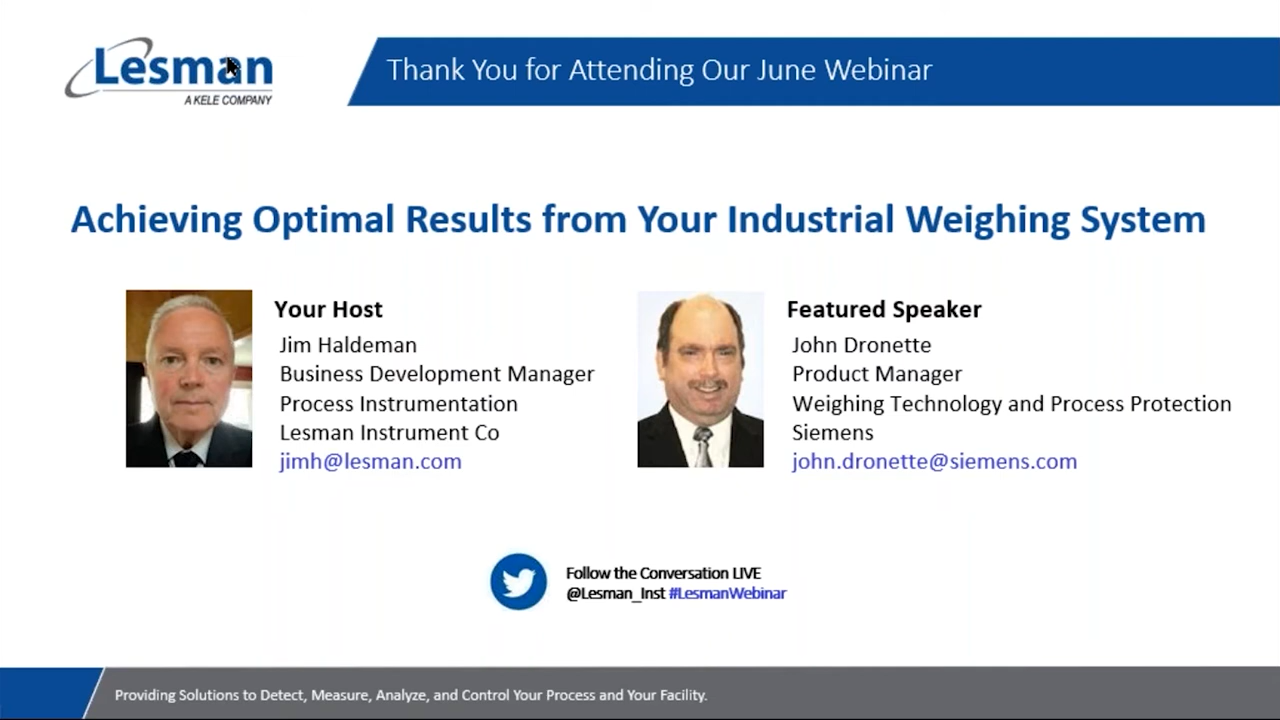 Lesman
A KELE COMPANY
Thank You for Attending Our June Webinar
Achieving Optimal Results from Your Industrial Weighing System
Your Host
Jim Haldeman
Business Development Manager
Process Instrumentation
Lesman Instrument Co
jimh@lesman.com
Featured Speaker
John Dronette
Product Manager
Weighing Technology and Process Protection
Siemens
john.dronette@siemens.com
Follow the Conversation LIVE
@Lesman_Inst #LesmanWebinar
Providing Solutions to Detect, Measure, Analyze, and Control Your Process and Your Facility.